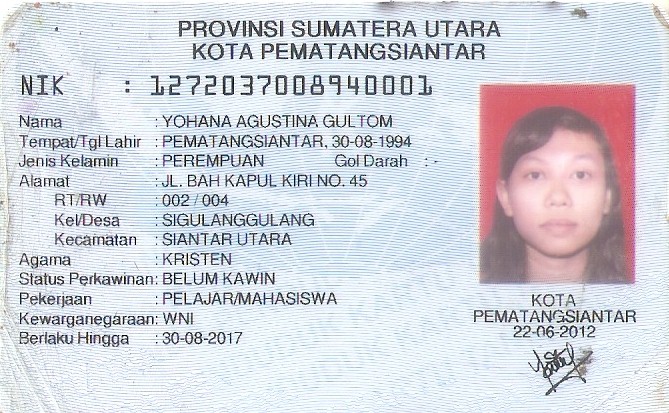 PROVINSI SUMATERA UTARA
KOTA PEMATANGSIANTAR
NIK : 1272037008940001
Nama : YOHANA AGUSTINA GULTOM
Tempat/Tgl Lahir : PEMATANGSIANTAR, 30-08-1994
Jenis Kelamin : PEREMPUAN Gol Darah : -
Alamat : JL. BAH KAPUL KIRI NO. 45
RT/RW : 002 / 004
Kel/Desa : SIGULANGGULANG
Kecamatan : SIANTAR UTARA
Agama : KRISTEN
Status Perkawinan: BELUM KAWIN
Pekerjaan : PELAJAR/MAHASISWA
Kewarganegaraan: WNI
Berlaku Hingga : 30-08-2017
KOTA
PEMATANGSIANTAR
22-06-2012